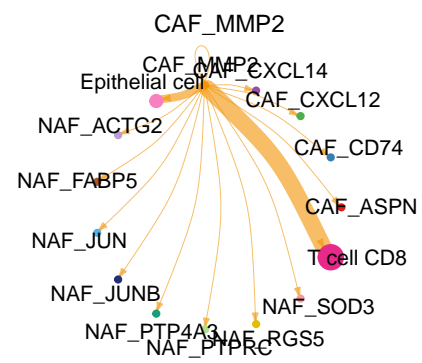 CAF_MMP2
CAF_MMP2
CAF_CXCL14
Epithelial cell
CAF_CXCL12
NAF_ACTG2
CAF_CD74
NAF_FABP5
CAF_ASPN
NAF_JUN
T cell CD8
NAF_JUNB
NAF_SOD3
NAF_PTP4A3
NAF_RGS5
NAF_PTPRC